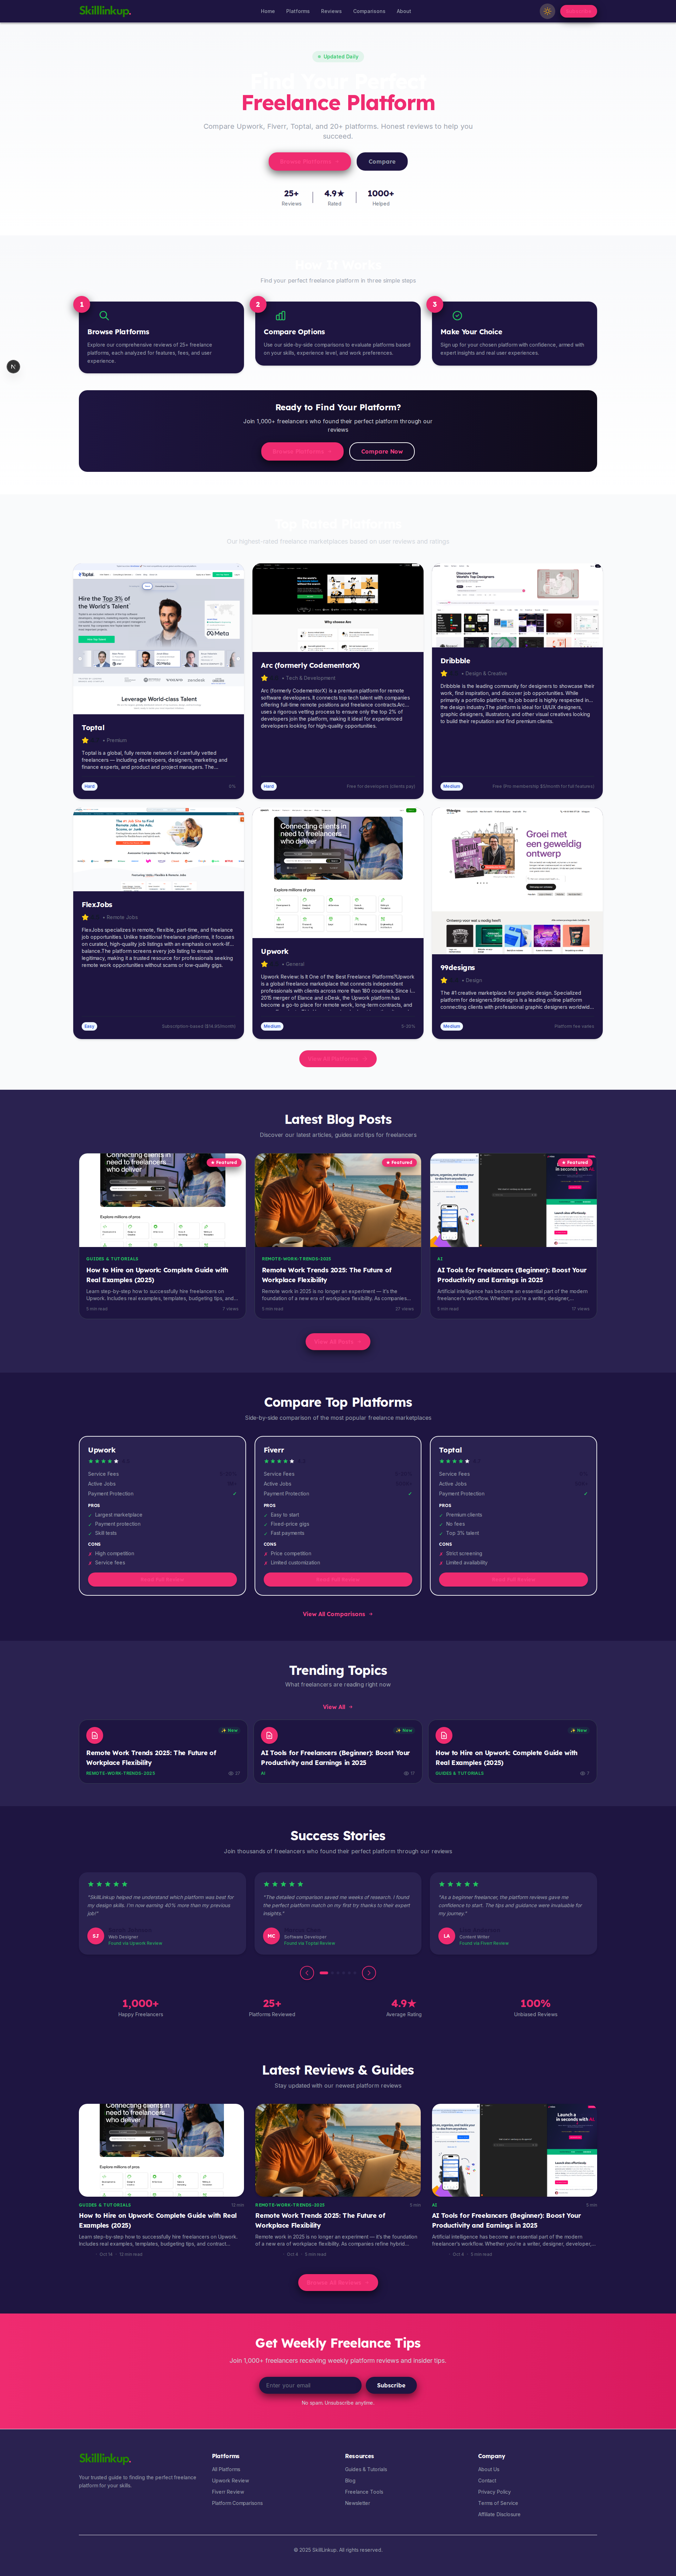 Skilllinkup.
Home
Platforms
Reviews
Comparisons
About
Updated Daily
Find Your Perfect
Freelance Platform
Compare Upwork, Fiverr, Toptal, and 20+ platforms. Honest reviews to help you
succeed.
Browse Platforms
Compare
25+
Reviews
4.9★
Rated
1000+
Helped
How It Works
Find your perfect freelance platform in three simple steps
1
Browse Platforms
Explore our comprehensive reviews of 25+ freelance
platforms, each analyzed for features, fees, and user
experience.
2
Compare Options
Use our side-by-side comparisons to evaluate platforms based
on your skills, experience level, and work preferences.
3
Make Your Choice
Sign up for your chosen platform with confidence, armed with
expert insights and real user experiences.
N
Ready to Find Your Platform?
Join 1,000+ freelancers who found their perfect platform through our
reviews
Browse Platforms
Compare Now
Top Rated Platforms
Our highest-rated freelance marketplaces based on user reviews and ratings
Toptal
Hire the Top 3% of
the World's Talent
Meta
Leverage World-class Talent
Toptal
• Premium
Toptal is a global, fully remote network of carefully vetted
freelancers — including developers, designers, marketing and
finance experts, and product and project managers. The...
Hard
0%
Why choose Arc
Arc (formerly CodementorX)
• Tech & Development
Arc (formerly CodementorX) is a premium platform for remote
software developers. It connects top tech talent with companies
offering full-time remote positions and freelance contracts.Arc...
uses a rigorous vetting process to ensure only the top 2% of
developers join the platform, making it ideal for experienced
developers looking for high-quality opportunities.
Hard
Free for developers (clients pay)
Discover the
World's Top Designers
Dribbble
• Design & Creative
Dribbble is the leading community for designers to showcase their
work, find inspiration, and discover job opportunities. While
primarily a portfolio platform, its job board is highly respected in...
the design industry.The platform is ideal for UI/UX designers,
graphic designers, illustrators, and other visual creatives looking
to build their reputation and find premium clients.
Medium
Free (Pro membership $5/month for full features)
FlexJobs
• Remote Jobs
FlexJobs specializes in remote, flexible, part-time, and freelance
job opportunities. Unlike traditional freelance platforms, it focuses
on curated, high-quality job listings with an emphasis on work-lif...
balance.The platform screens every job listing to ensure
legitimacy, making it a trusted resource for professionals seeking
remote work opportunities without scams or low-quality gigs.
Easy
Subscription-based ($14.95/month)
Connecting clients in
need to freelancers
who deliver
Explore millions of pros
Upwork
• General
Upwork Review: Is It One of the Best Freelance Platforms?Upwork
is a global freelance marketplace that connects independent
professionals with clients across more than 180 countries. Since i...
2015 merger of Elance and oDesk, the Upwork platform has
become a go-to place for remote work, long-term contracts, and
Medium
0-20%
99designs
Groei met
een geweldig
ontwerp
Ontwerp voor wat u nodig heeft
99designs
• Design
The #1 creative marketplace for graphic design. Specialized
platform for designers.99designs is a leading online platform
connecting clients with professional graphic designers worldwid...
Medium
Platform fee varies
View All Platforms
Latest Blog Posts
Discover our latest articles, guides and tips for freelancers
need to freelancers
who deliver
Explore millions of pros
★ Featured
GUIDES & TUTORIALS
How to Hire on Upwork: Complete Guide with
Real Examples (2025)
Learn step-by-step how to successfully hire freelancers on
Upwork. Includes real examples, templates, budgeting tips, and...
5 min read
7 views
★ Featured
REMOTE-WORK-TRENDS-2025
Remote Work Trends 2025: The Future of
Workplace Flexibility
Remote work in 2025 is no longer an experiment — it's the
foundation of a new era of workplace flexibility. As companies...
5 min read
37 views
★ Featured
AI
AI Tools for Freelancers (Beginner): Boost Your
Productivity and Earnings in 2025
Artificial intelligence has become an essential part of the modern
freelancer's workflow. Whether you're a writer, designer,...
5 min read
17 views
View All Posts
Compare Top Platforms
Side-by-side comparison of the most popular freelance marketplaces
Upwork
★★★★★
Service Fees
Active Jobs
Payment Protection
✓
PROS
✓ Largest marketplace
✓ Payment protection
✓ Skill tests
CONS
✗ High competition
✗ Service fees
Read Full Review
Fiverr
★★★★★
Service Fees
Active Jobs
Payment Protection
✓
PROS
✓ Easy to start
✓ Fixed-price gigs
✓ Fast payments
CONS
✗ Price competition
✗ Limited customization
Read Full Review
Toptal
★★★★★
Service Fees
Active Jobs
Payment Protection
✓
PROS
✓ Premium clients
✓ No fees
✓ Top 3% talent
CONS
✗ Strict screening
✗ Limited availability
Read Full Review
View All Comparisons →
Trending Topics
What freelancers are reading right now
View All →
✨ New
Remote Work Trends 2025: The Future of
Workplace Flexibility
REMOTE-WORK-TRENDS-2025
37
✨ New
AI Tools for Freelancers (Beginner): Boost Your
Productivity and Earnings in 2025
AI
17
✨ New
How to Hire on Upwork: Complete Guide with
Real Examples (2025)
GUIDES & TUTORIALS
7
Success Stories
Join thousands of freelancers who found their perfect platform through our reviews
★★★★★
"SkillLinkup helped me understand which platform was best for
my design skills. I'm now earning 40% more than my previous
job!"
SJ
Web Designer
Found via Upwork Review
★★★★★
"The detailed comparison saved me weeks of research. I found
the perfect platform match on my first try thanks to their expert
insights."
MC
Software Developer
Found via Toptal Review
★★★★★
"As a beginner freelancer, the platform reviews gave me
confidence to start. The tips and guidance were invaluable for
my journey."
LA
Content Writer
Found via Fiverr Review
1,000+
Happy Freelancers
25+
Platforms Reviewed
4.9★
Average Rating
100%
Unbiased Reviews
Latest Reviews & Guides
Stay updated with our newest platform reviews
need to freelancers
who deliver
Explore millions of pros
GUIDES & TUTORIALS
12 min
How to Hire on Upwork: Complete Guide with Real
Examples (2025)
Learn step-by-step how to successfully hire freelancers on Upwork.
Includes real examples, templates, budgeting tips, and contract...
Oct 18 · 12 min read
REMOTE-WORK-TRENDS-2025
5 min
Remote Work Trends 2025: The Future of
Workplace Flexibility
Remote work in 2025 is no longer an experiment — it's the foundation
of a new era of workplace flexibility. As companies refine hybrid...
Oct 6 · 5 min read
Launch a
in seconds with
AI
5 min
AI Tools for Freelancers (Beginner): Boost Your
Productivity and Earnings in 2025
Artificial intelligence has become an essential part of the modern
freelancer's workflow. Whether you're a writer, designer, developer,...
Oct 6 · 5 min read
Browse All Reviews
Get Weekly Freelance Tips
Join 1,000+ freelancers receiving weekly platform reviews and insider tips.
Enter your email
Subscribe
No spam. Unsubscribe anytime.
Skilllinkup.
Your trusted guide to finding the perfect freelance
platform for your skills.
Platforms
All Platforms
Upwork Review
Fiverr Review
Platform Comparisons
Resources
Guides & Tutorials
Blog
Freelance Tools
Newsletter
Company
About Us
Contact
Privacy Policy
Terms of Service
Affiliate Disclosure
© 2025 SkillLinkup. All rights reserved.